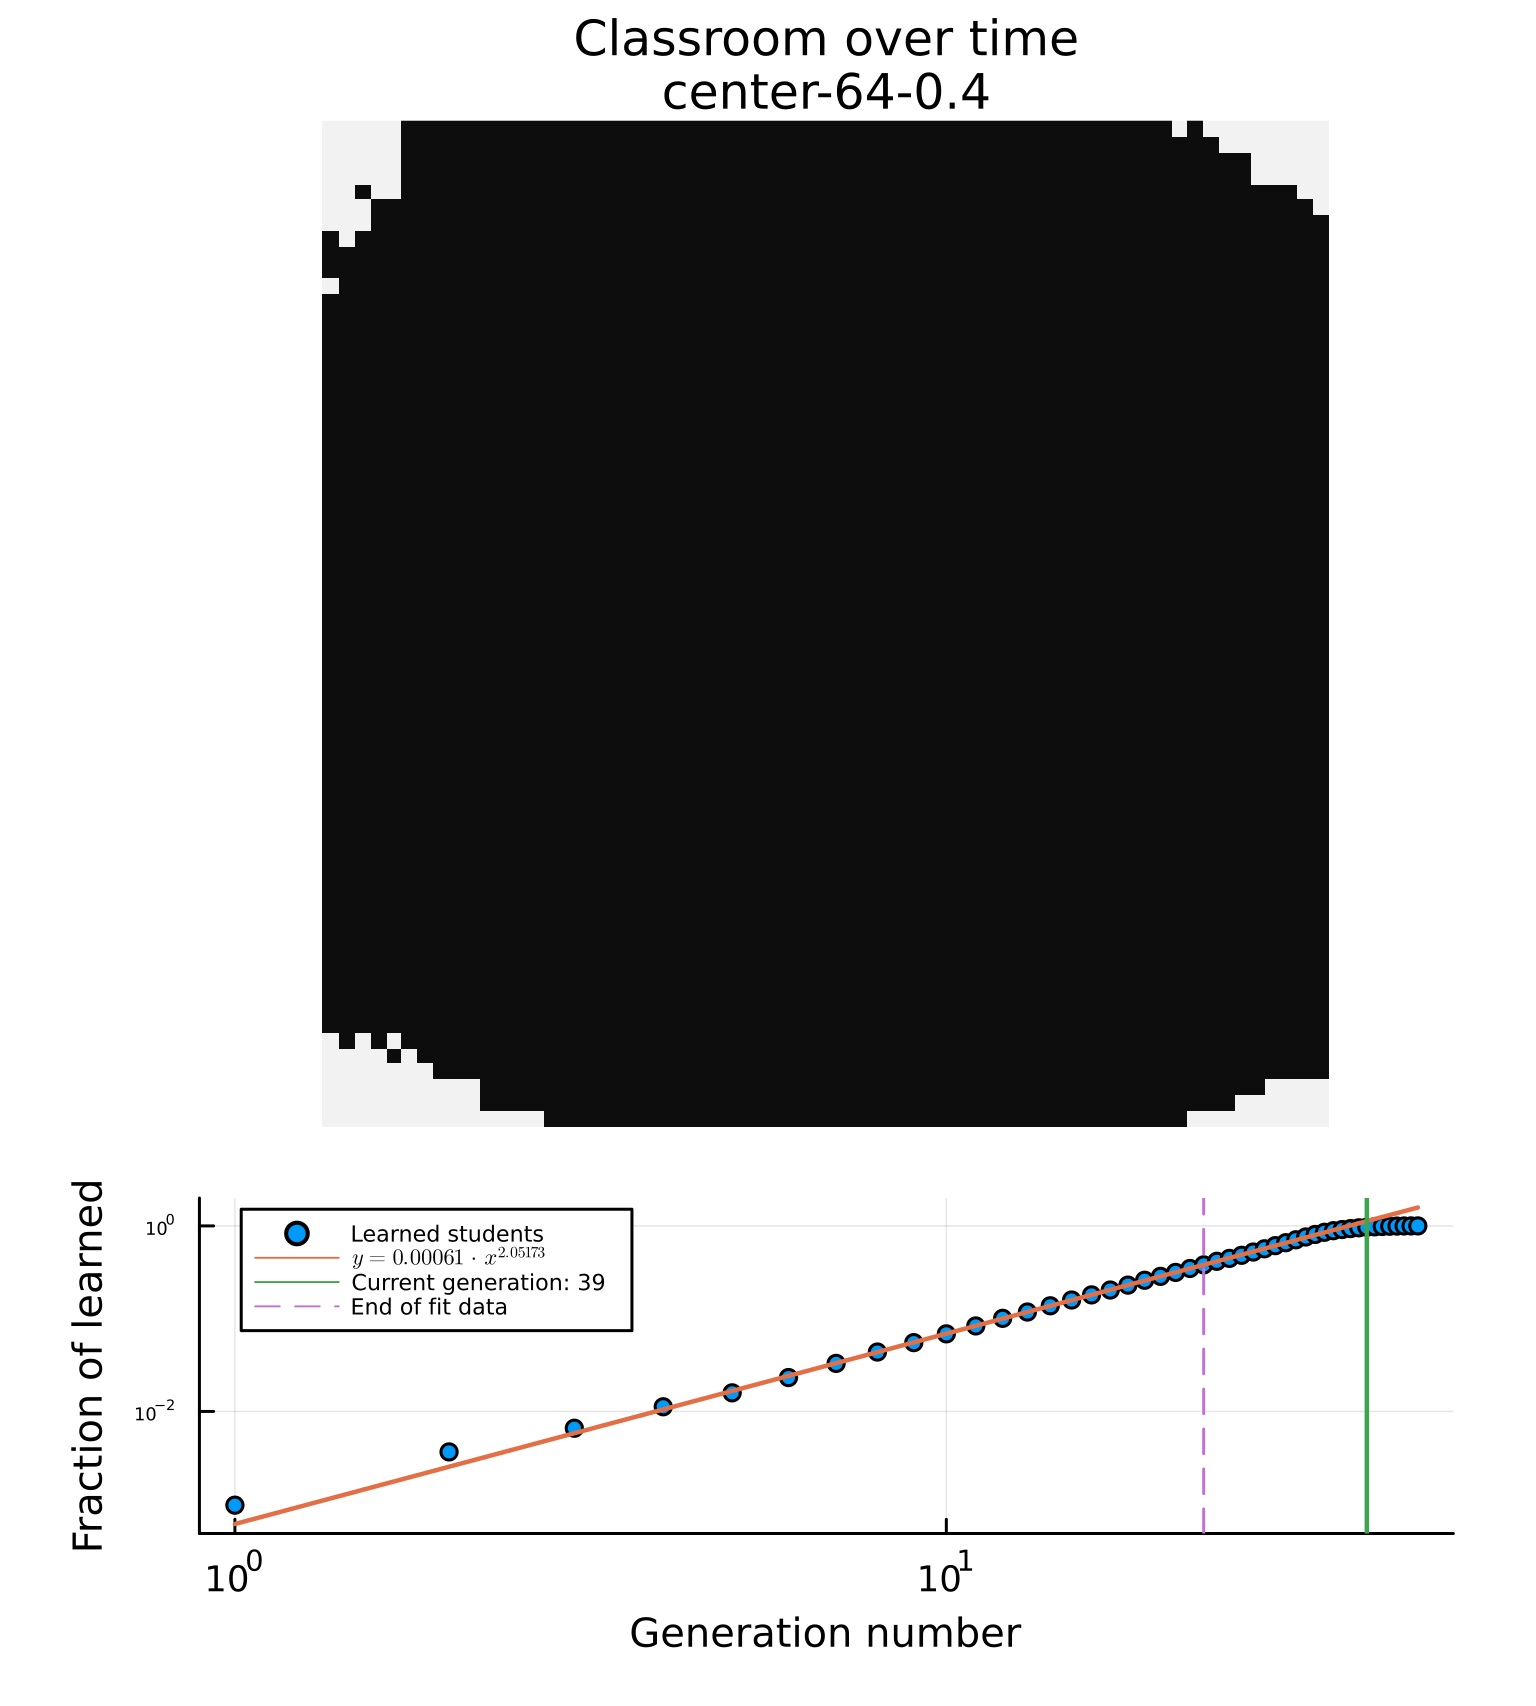 Classroom over time
center-64-0.4
Fraction of learned
10^0
10^-2
Learned students
y = 0.00061 · x^2.05173
Current generation: 39
End of fit data
10^0
10^1
Generation number